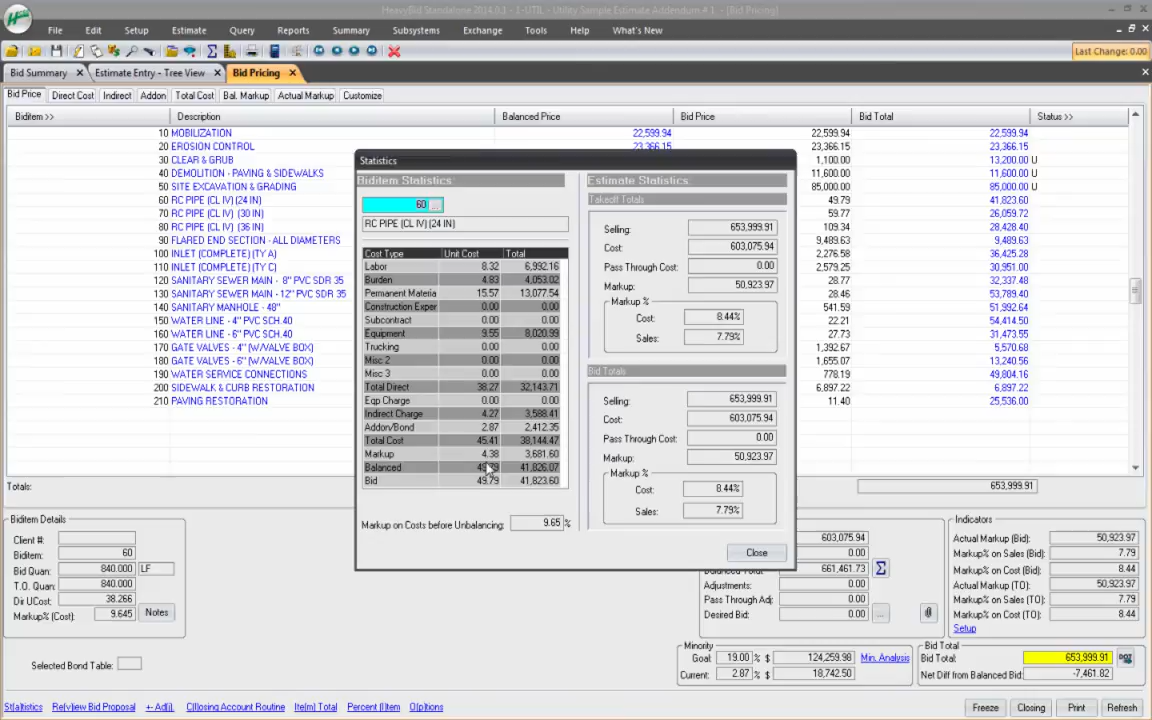 HeavyBid Standalone 2014.0.1 - 1-UTIL - Utility Sample Estimate Addendum 4.1 - [Bid Pricing]
File Edit Setup Estimate Query Reports Summary Subsystems Exchange Tools Help What's New
Last Change: 0.00
Bid Summary Estimate Entry - Tree View Bid Pricing
Bid Price Direct Cost Indirect Addon Total Cost Bal. Markup Actual Markup Customize
Biditem >> Description Balanced Price Bid Price Bid Total Status >>
10 MOBILIZATION 22,599.94 22,599.94 22,599.94
20 EROSION CONTROL 23,366.15 23,366.15 23,366.15
30 CLEAR & GRUB 1,100.00 13,200.00 U
40 DEMOLITION - PAVING & SIDEWALKS 11,600.00 11,600.00 U
50 SITE EXCAVATION & GRADING 85,000.00 85,000.00 U
60 RC PIPE (CL IV) (24 IN) 49.79 41,823.60
70 RC PIPE (CL IV) (30 IN) 59.77 26,059.72
80 RC PIPE (CL IV) (36 IN) 109.34 28,428.40
90 FLARED END SECTION - ALL DIAMETERS 9,489.63 9,489.63
100 INLET (COMPLETE) (TY A) 2,276.58 36,425.28
110 INLET (COMPLETE) (TY C) 2,579.25 30,951.00
120 SANITARY SEWER MAIN - 8" PVC SDR 35 28.77 32,337.48
130 SANITARY SEWER MAIN - 12" PVC SDR 35 28.46 53,789.40
140 SANITARY MANHOLE - 48" 541.59 51,992.64
150 WATER LINE - 4" PVC SCH.40 22.21 54,414.50
160 WATER LINE - 6" PVC SCH.40 27.73 31,473.55
170 GATE VALVES - 4" (W/VALVE BOX) 1,392.67 5,570.68
180 GATE VALVES - 6" (W/VALVE BOX) 1,655.07 13,240.56
190 WATER SERVICE CONNECTIONS 778.19 49,804.16
200 SIDEWALK & CURB RESTORATION 6,897.22 6,897.22
210 PAVING RESTORATION 11.40 25,536.00
Totals: 653,999.91
Statistics
Biditem Statistics:
60 ...
RC PIPE (CL IV) (24 IN)
Cost Type Unit Cost Total
Labor 8.32 6,992.16
Burden 4.83 4,053.02
Permanent Materia 15.57 13,077.54
Construction Exper 0.00 0.00
Subcontract 0.00 0.00
Equipment 9.55 8,020.99
Trucking 0.00 0.00
Misc 2 0.00 0.00
Misc 3 0.00 0.00
Total Direct 38.27 32,143.71
Eqp Charge 0.00 0.00
Indirect Charge 4.27 3,588.41
Addon/Bond 2.87 2,412.35
Total Cost 45.41 38,144.47
Markup 4.38 3,681.60
Balanced 49.79 41,826.07
Bid 49.79 41,823.60
Markup on Costs before Unbalancing: 9.65 %
Estimate Statistics:
Takeoff Totals
Selling: 653,999.91
Cost: 603,075.94
Pass Through Cost: 0.00
Markup: 50,923.97
Markup %
Cost: 8.44%
Sales: 7.79%
Bid Totals
Selling: 653,999.91
Cost: 603,075.94
Pass Through Cost: 0.00
Markup: 50,923.97
Markup %
Cost: 8.44%
Sales: 7.79%
Close
Biditem Details
Client #:
Biditem: 60
Bid Quan: 840.000 LF
T.O. Quan: 840.000
Dir UCost: 38.266
Markup% (Cost): 9.645 Notes
Selected Bond Table:
603,075.94
0.00
661,461.73 Σ
Adjustments: 0.00
Pass Through Adj: 0.00
Desired Bid: 0.00 ...
Indicators
Actual Markup (Bid): 50,923.97
Markup% on Sales (Bid): 7.79
Markup% on Cost (Bid): 8.44
Actual Markup (TO): 50,923.97
Markup% on Sales (TO): 7.79
Markup% on Cost (TO): 8.44
Setup
Minority
Goal: 19.00 % $ 124,259.98 Min. Analysis
Current: 2.87 % $ 18,742.50
Bid Total
Bid Total: 653,999.91 DOT
Net Diff from Balanced Bid: -7,461.82
St(a)tistics Re(v)iew Bid Proposal +-Ad(j). C(l)osing Account Routine Ite(m) Total Percent (I)tem O(p)tions
Freeze Closing Print Refresh